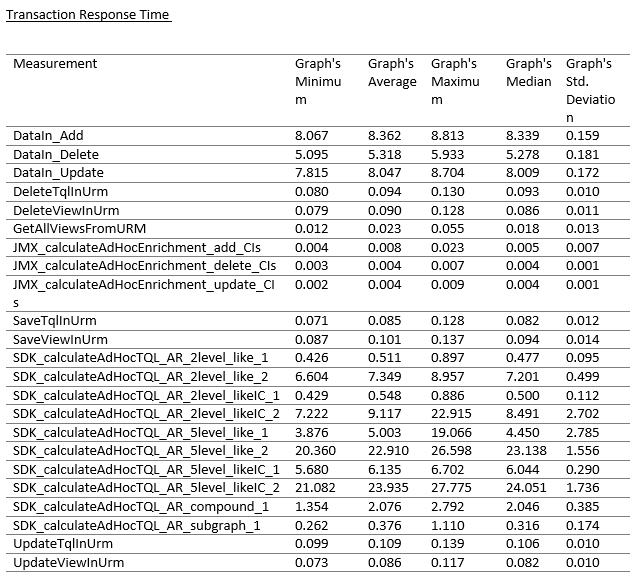 Transaction Response Time
Measurement Graph's Minimu m Graph's Average Graph's Maximu m Graph's Median Graph's Std. Deviatio n
DataIn_Add 8.067 8.362 8.813 8.339 0.159
DataIn_Delete 5.095 5.318 5.933 5.278 0.181
DataIn_Update 7.815 8.047 8.704 8.009 0.172
DeleteTqlInUrm 0.080 0.094 0.130 0.093 0.010
DeleteViewInUrm 0.079 0.090 0.128 0.086 0.011
GetAllViewsFromURM 0.012 0.023 0.055 0.018 0.013
JMX_calculateAdHocEnrichment_add_CIs 0.004 0.008 0.023 0.005 0.007
JMX_calculateAdHocEnrichment_delete_CIs 0.003 0.004 0.007 0.004 0.001
JMX_calculateAdHocEnrichment_update_CI 0.002 0.004 0.009 0.004 0.001
s
SaveTqlInUrm 0.071 0.085 0.128 0.082 0.012
SaveViewInUrm 0.087 0.101 0.137 0.094 0.014
SDK_calculateAdHocTQL_AR_2level_like_1 0.426 0.511 0.897 0.477 0.095
SDK_calculateAdHocTQL_AR_2level_like_2 6.604 7.349 8.957 7.201 0.499
SDK_calculateAdHocTQL_AR_2level_likeIC_1 0.429 0.548 0.886 0.500 0.112
SDK_calculateAdHocTQL_AR_2level_likeIC_2 7.222 9.117 22.915 8.491 2.702
SDK_calculateAdHocTQL_AR_5level_like_1 3.876 5.003 19.066 4.450 2.785
SDK_calculateAdHocTQL_AR_5level_like_2 20.360 22.910 26.598 23.138 1.556
SDK_calculateAdHocTQL_AR_5level_likeIC_1 5.680 6.135 6.702 6.044 0.290
SDK_calculateAdHocTQL_AR_5level_likeIC_2 21.082 23.935 27.775 24.051 1.736
SDK_calculateAdHocTQL_AR_compound_1 1.354 2.076 2.792 2.046 0.385
SDK_calculateAdHocTQL_AR_subgraph_1 0.262 0.376 1.110 0.316 0.174
UpdateTqlInUrm 0.099 0.109 0.139 0.106 0.010
UpdateViewInUrm 0.073 0.086 0.117 0.082 0.010